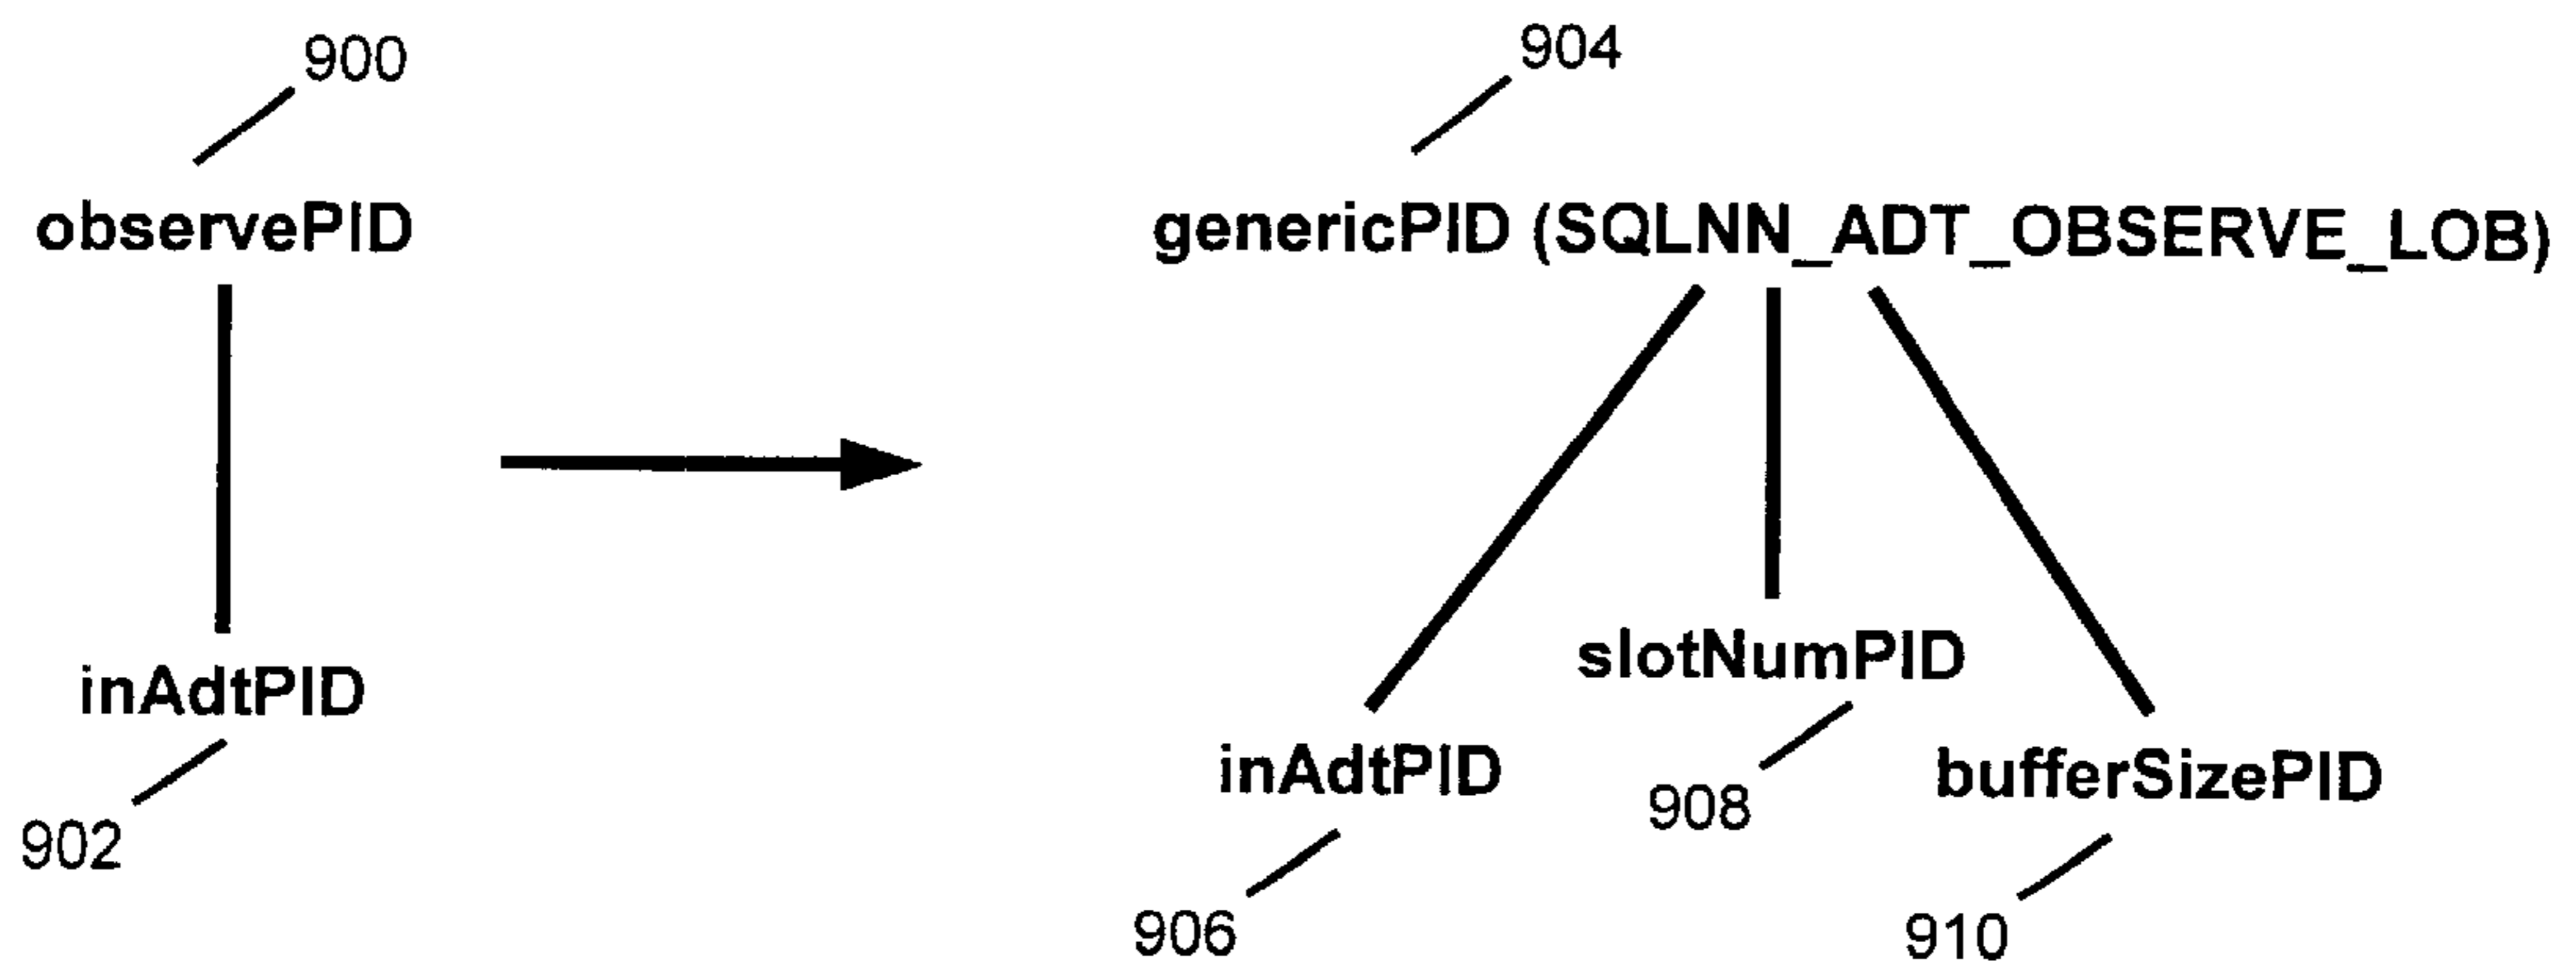 900
904
observePID
genericPID (SQLNN_ADT_OBSERVE_LOB)
inAdtPID
slotNumPID
902
inAdtPID
908
bufferSizePID
906
910